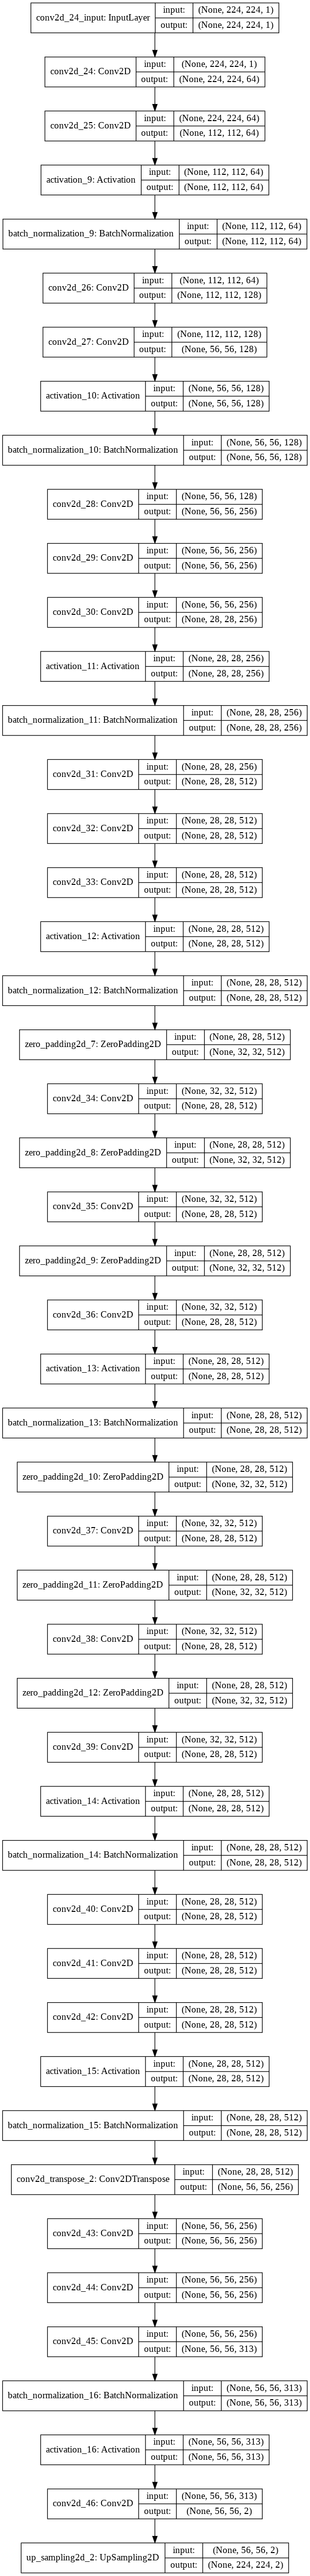 conv2d_24_input: InputLayer input: (None, 224, 224, 1)
output: (None, 224, 224, 1)
conv2d_24: Conv2D input: (None, 224, 224, 1)
output: (None, 224, 224, 64)
conv2d_25: Conv2D input: (None, 224, 224, 64)
output: (None, 112, 112, 64)
activation_9: Activation input: (None, 112, 112, 64)
output: (None, 112, 112, 64)
batch_normalization_9: BatchNormalization input: (None, 112, 112, 64)
output: (None, 112, 112, 64)
conv2d_26: Conv2D input: (None, 112, 112, 64)
output: (None, 112, 112, 128)
conv2d_27: Conv2D input: (None, 112, 112, 128)
output: (None, 56, 56, 128)
activation_10: Activation input: (None, 56, 56, 128)
output: (None, 56, 56, 128)
batch_normalization_10: BatchNormalization input: (None, 56, 56, 128)
output: (None, 56, 56, 128)
conv2d_28: Conv2D input: (None, 56, 56, 128)
output: (None, 56, 56, 256)
conv2d_29: Conv2D input: (None, 56, 56, 256)
output: (None, 56, 56, 256)
conv2d_30: Conv2D input: (None, 56, 56, 256)
output: (None, 28, 28, 256)
activation_11: Activation input: (None, 28, 28, 256)
output: (None, 28, 28, 256)
batch_normalization_11: BatchNormalization input: (None, 28, 28, 256)
output: (None, 28, 28, 256)
conv2d_31: Conv2D input: (None, 28, 28, 256)
output: (None, 28, 28, 512)
conv2d_32: Conv2D input: (None, 28, 28, 512)
output: (None, 28, 28, 512)
conv2d_33: Conv2D input: (None, 28, 28, 512)
output: (None, 28, 28, 512)
activation_12: Activation input: (None, 28, 28, 512)
output: (None, 28, 28, 512)
batch_normalization_12: BatchNormalization input: (None, 28, 28, 512)
output: (None, 28, 28, 512)
zero_padding2d_7: ZeroPadding2D input: (None, 28, 28, 512)
output: (None, 32, 32, 512)
conv2d_34: Conv2D input: (None, 32, 32, 512)
output: (None, 28, 28, 512)
zero_padding2d_8: ZeroPadding2D input: (None, 28, 28, 512)
output: (None, 32, 32, 512)
conv2d_35: Conv2D input: (None, 32, 32, 512)
output: (None, 28, 28, 512)
zero_padding2d_9: ZeroPadding2D input: (None, 28, 28, 512)
output: (None, 32, 32, 512)
conv2d_36: Conv2D input: (None, 32, 32, 512)
output: (None, 28, 28, 512)
activation_13: Activation input: (None, 28, 28, 512)
output: (None, 28, 28, 512)
batch_normalization_13: BatchNormalization input: (None, 28, 28, 512)
output: (None, 28, 28, 512)
zero_padding2d_10: ZeroPadding2D input: (None, 28, 28, 512)
output: (None, 32, 32, 512)
conv2d_37: Conv2D input: (None, 32, 32, 512)
output: (None, 28, 28, 512)
zero_padding2d_11: ZeroPadding2D input: (None, 28, 28, 512)
output: (None, 32, 32, 512)
conv2d_38: Conv2D input: (None, 32, 32, 512)
output: (None, 28, 28, 512)
zero_padding2d_12: ZeroPadding2D input: (None, 28, 28, 512)
output: (None, 32, 32, 512)
conv2d_39: Conv2D input: (None, 32, 32, 512)
output: (None, 28, 28, 512)
activation_14: Activation input: (None, 28, 28, 512)
output: (None, 28, 28, 512)
batch_normalization_14: BatchNormalization input: (None, 28, 28, 512)
output: (None, 28, 28, 512)
conv2d_40: Conv2D input: (None, 28, 28, 512)
output: (None, 28, 28, 512)
conv2d_41: Conv2D input: (None, 28, 28, 512)
output: (None, 28, 28, 512)
conv2d_42: Conv2D input: (None, 28, 28, 512)
output: (None, 28, 28, 512)
activation_15: Activation input: (None, 28, 28, 512)
output: (None, 28, 28, 512)
batch_normalization_15: BatchNormalization input: (None, 28, 28, 512)
output: (None, 28, 28, 512)
conv2d_transpose_2: Conv2DTranspose input: (None, 28, 28, 512)
output: (None, 56, 56, 256)
conv2d_43: Conv2D input: (None, 56, 56, 256)
output: (None, 56, 56, 256)
conv2d_44: Conv2D input: (None, 56, 56, 256)
output: (None, 56, 56, 256)
conv2d_45: Conv2D input: (None, 56, 56, 256)
output: (None, 56, 56, 313)
batch_normalization_16: BatchNormalization input: (None, 56, 56, 313)
output: (None, 56, 56, 313)
activation_16: Activation input: (None, 56, 56, 313)
output: (None, 56, 56, 313)
conv2d_46: Conv2D input: (None, 56, 56, 313)
output: (None, 56, 56, 2)
up_sampling2d_2: UpSampling2D input: (None, 56, 56, 2)
output: (None, 224, 224, 2)